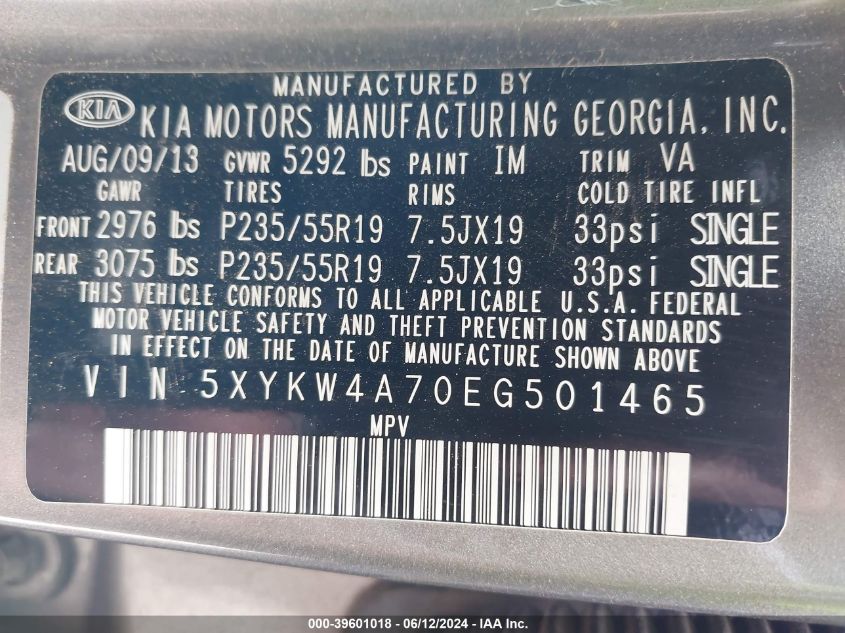 MANUFACTURED BY
KIA KIA MOTORS MANUFACTURING GEORGIA, INC.
AUG/09/13 GVWR 5292 lbs PAINT IM TRIM VA
GAWR TIRES RIMS COLD TIRE INFL
FRONT 2976 lbs P235/55R19 7.5JX19 33psi SINGLE
REAR 3075 lbs P235/55R19 7.5JX19 33psi SINGLE
THIS VEHICLE CONFORMS TO ALL APPLICABLE U.S.A. FEDERAL
MOTOR VEHICLE SAFETY AND THEFT PREVENTION STANDARDS
IN EFFECT ON THE DATE OF MANUFACTURE SHOWN ABOVE.
VIN 5XYKW4A70EG501465
MPV
000-39601018 - 06/12/2024 - IAA Inc.